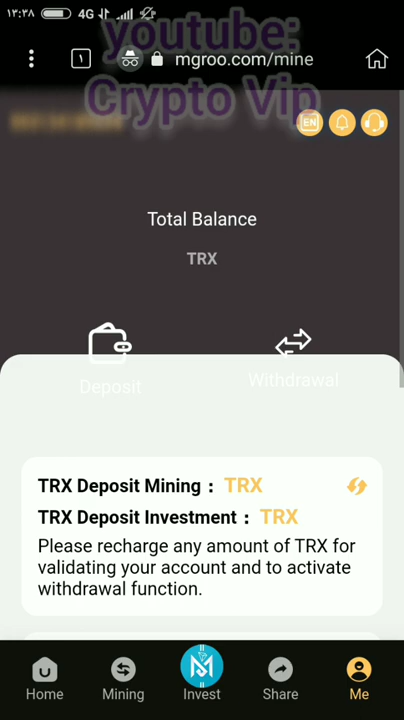 ۱۳:۳۸ 4G
youtube:
۱ mgroo.com/mine
Crypto Vip
EN
Total Balance
TRX
Deposit Withdrawal
TRX Deposit Mining : TRX
TRX Deposit Investment : TRX
Please recharge any amount of TRX for
validating your account and to activate
withdrawal function.
Home Mining Invest Share Me